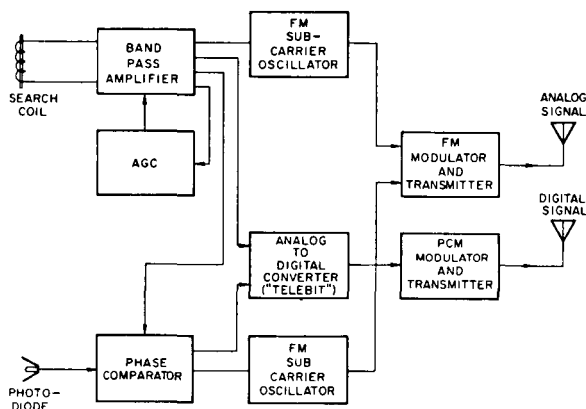 SEARCH
COIL
BAND
PASS
AMPLIFIER
FM
SUB-
CARRIER
OSCILLATOR
AGC
FM
MODULATOR
AND
TRANSMITTER
ANALOG
SIGNAL
ANALOG
TO
DIGITAL
CONVERTER
("TELEBIT")
PCM
MODULATOR
AND
TRANSMITTER
DIGITAL
SIGNAL
PHOTO-
DIODE
PHASE
COMPARATOR
FM
SUB
CARRIER
OSCILLATOR